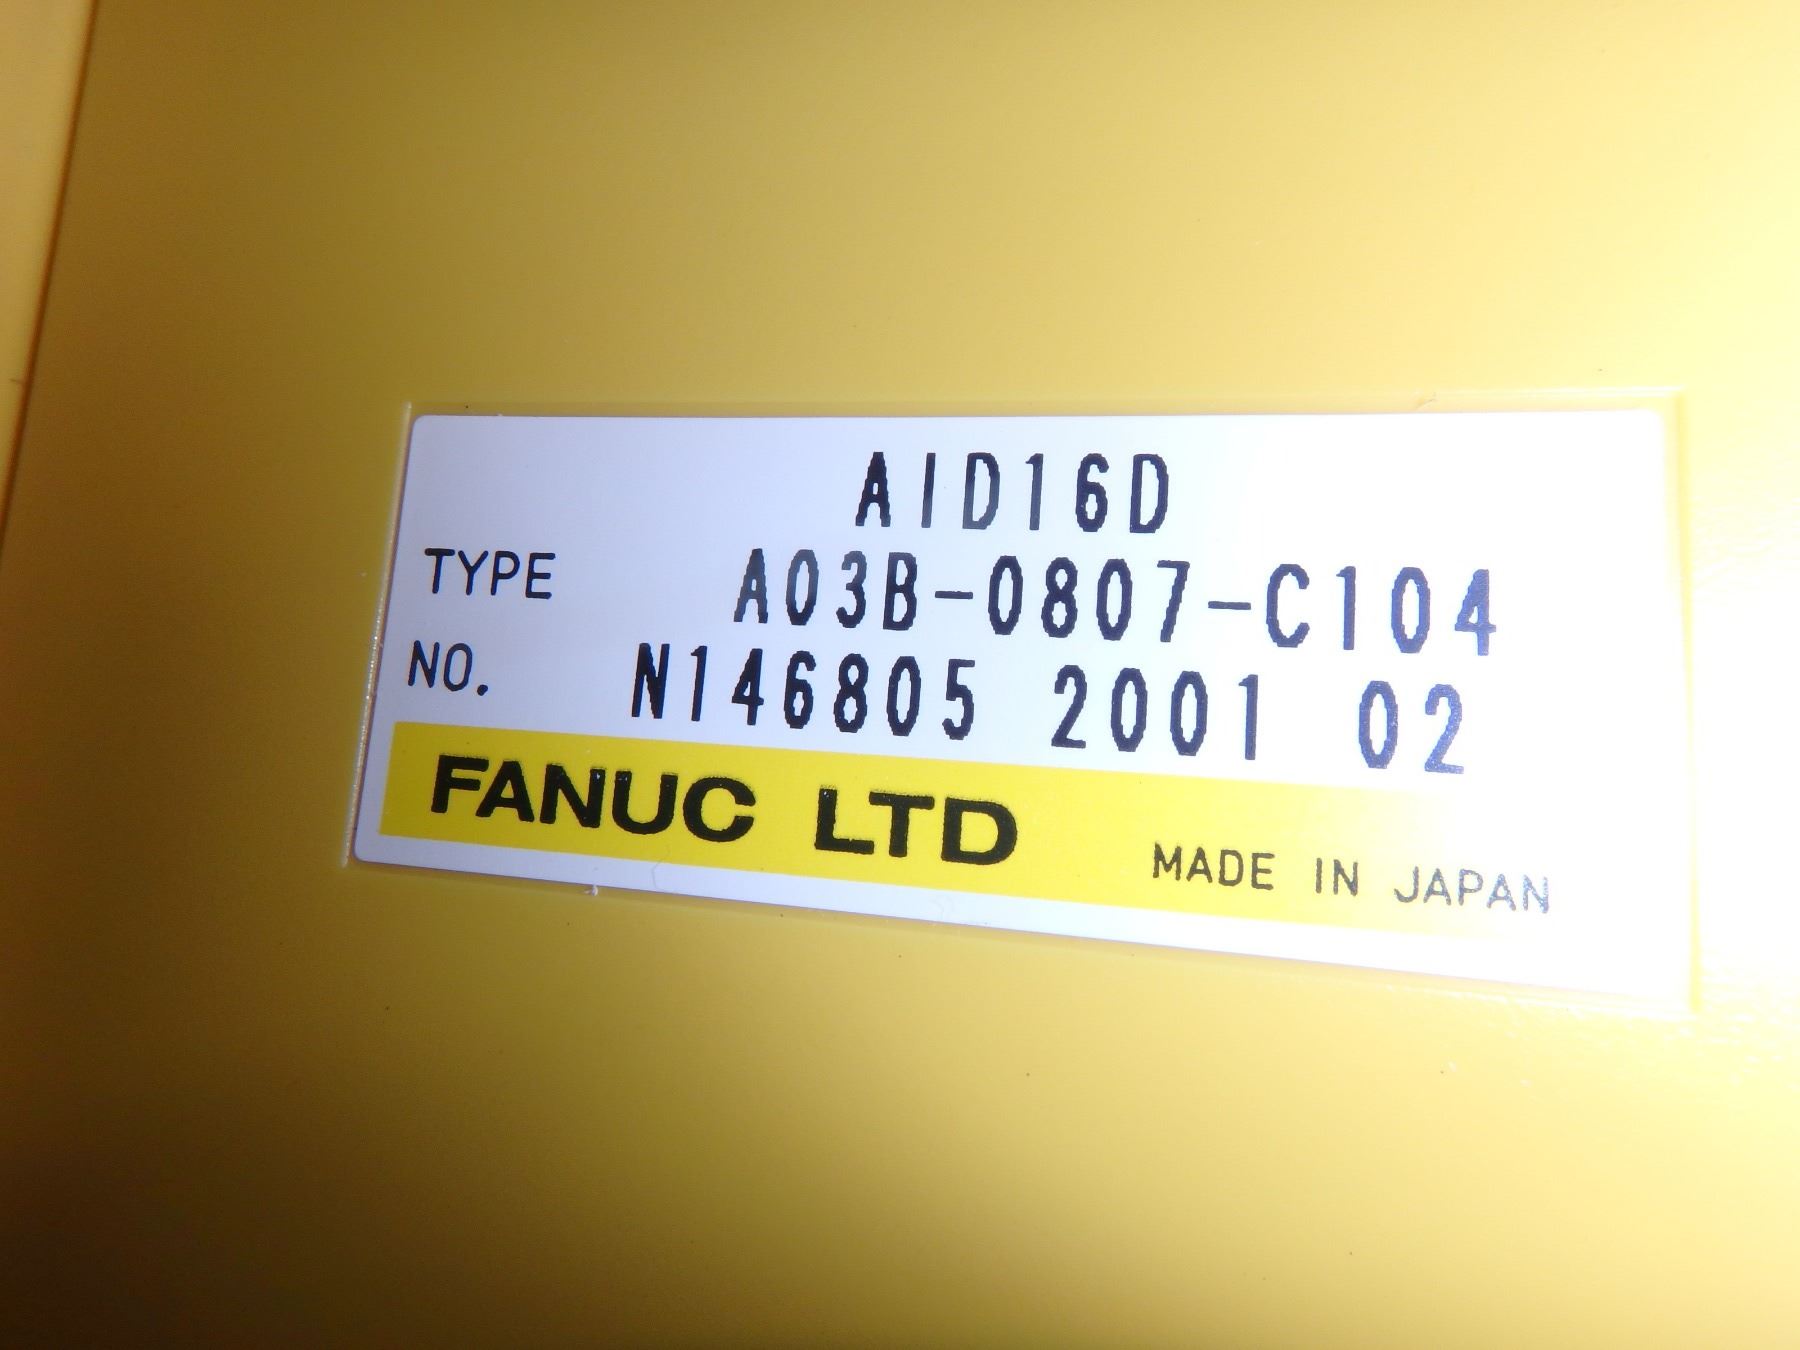 AID16D
TYPE A03B-0807-C104
NO. N146805 2001 02
FANUC LTD MADE IN JAPAN